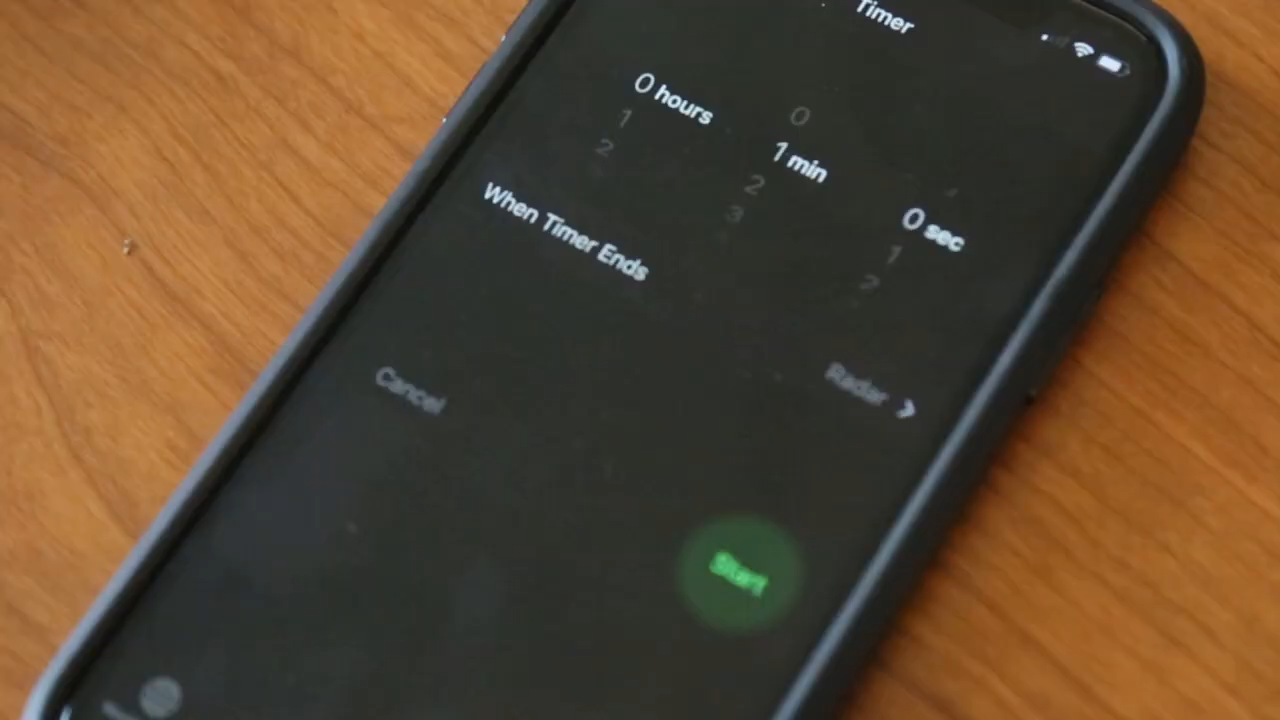 Timer
0 hours
1
2
0
1 min
2
3
0 sec
1
2
When Timer Ends
Radar >
Cancel
Start